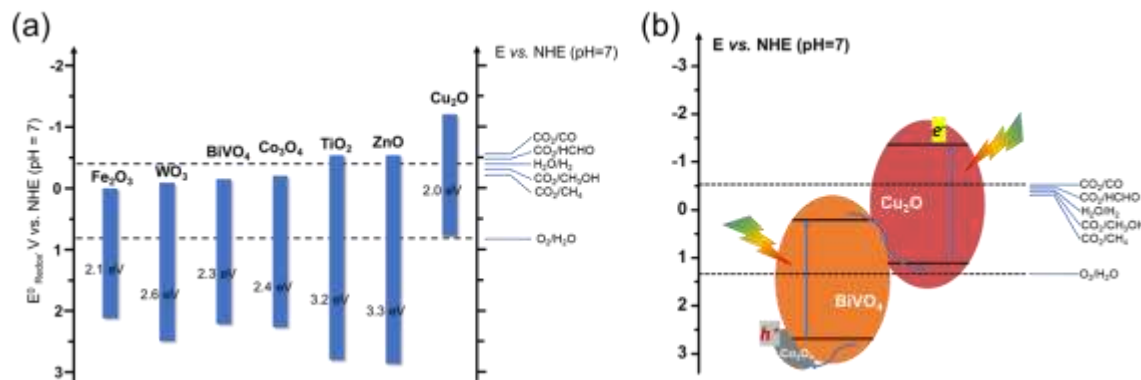 (a)
E vs. NHE (pH=7)
E⁰ Redox, V vs. NHE (pH = 7)
-2
-1
0
1
2
3
Fe₂O₃
WO₃
BiVO₄
Co₃O₄
TiO₂
ZnO
Cu₂O
2.1 eV
2.6 eV
2.3 eV
2.4 eV
3.2 eV
3.3 eV
2.0 eV
CO₂/CO
CO₂/HCHO
H₂O/H₂
CO₂/CH₃OH
CO₂/CH₄
O₂/H₂O
(b)
E vs. NHE (pH=7)
-3
-2
-1
0
1
2
3
e⁻
Cu₂O
BiVO₄
h⁺
Co₃O₄
CO₂/CO
CO₂/HCHO
H₂O/H₂
CO₂/CH₃OH
CO₂/CH₄
O₂/H₂O